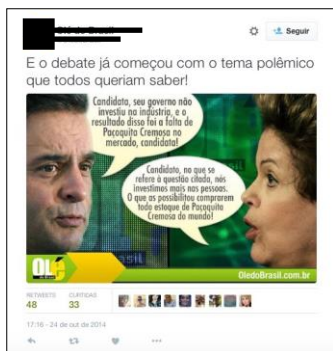 Seguir
E o debate já começou com o tema polêmico
que todos queriam saber!
Candidata, seu governo não
investiu na indústria, e o
resultado disso foi a falta de
Paçoquita Cremosa no
mercado, candidata!
Candidato, no que se
refere à questão citada, nós
investimos mais nas pessoas.
O que as possibilitou comprarem
todo estoque de Paçoquita
Cremosa do mundo!
Olé
OledoBrasil.com.br
RETWEETS CURTIDAS
48 33
17:16 - 24 de out de 2014